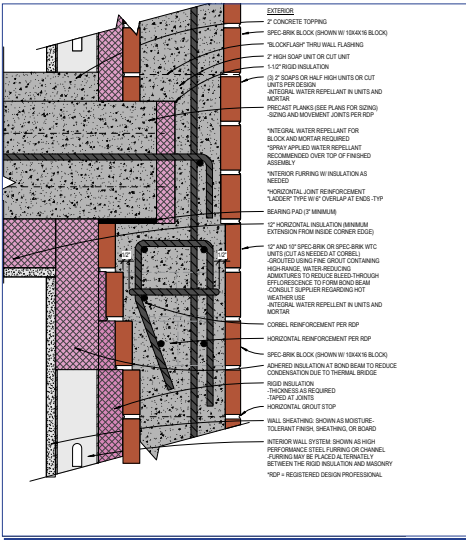 EXTERIOR
2" CONCRETE TOPPING
SPEC-BRIK BLOCK (SHOWN W/ 10X4X16 BLOCK)
"BLOCKFLASH" THRU WALL FLASHING
2" HIGH SOAP UNIT OR CUT UNIT
1-1/2" RIGID INSULATION
(3) 2" SOAPS OR HALF HIGH UNITS OR CUT
UNITS PER DESIGN
-INTEGRAL WATER REPELLENT IN UNITS AND
MORTAR
PRECAST PLANKS (SEE PLANS FOR SIZING)
-SIZING AND MOVEMENT JOINTS PER RDP
*INTEGRAL WATER REPELLANT FOR
BLOCK AND MORTAR REQUIRED
*SPRAY APPLIED WATER REPELLANT
RECOMMENDED OVER TOP OF FINISHED
ASSEMBLY
*INTERIOR FURRING W/ INSULATION AS
NEEDED
*HORIZONTAL JOINT REINFORCEMENT
"LADDER" TYPE W/ 6" OVERLAP AT ENDS -TYP
BEARING PAD (3" MINIMUM)
12" HORIZONTAL INSULATION (MINIMUM
EXTENSION FROM INSIDE CORNER EDGE)
1/2"
1/2"
12" AND 10" SPEC-BRIK OR SPEC-BRIK WTC
UNITS (CUT AS NEEDED AT CORBEL)
-GROUTED USING FINE GROUT CONTAINING
HIGH-RANGE, WATER-REDUCING
ADMIXTURES TO REDUCE BLEED-THROUGH
EFFLORESCENCE TO FORM BOND BEAM
-CONSULT SUPPLIER REGARDING HOT
WEATHER USE
-INTEGRAL WATER REPELLENT IN UNITS AND
MORTAR
CORBEL REINFORCEMENT PER RDP
HORIZONTAL REINFORCEMENT PER RDP
SPEC-BRIK BLOCK (SHOWN W/ 10X4X16 BLOCK)
ADHERED INSULATION AT BOND BEAM TO REDUCE
CONDENSATION DUE TO THERMAL BRIDGE
RIGID INSULATION
-THICKNESS AS REQUIRED
-TAPED AT JOINTS
HORIZONTAL GROUT STOP
WALL SHEATHING: SHOWN AS MOISTURE-
TOLERANT FINISH, SHEATHING, OR BOARD
INTERIOR WALL SYSTEM: SHOWN AS HIGH
PERFORMANCE STEEL FURRING OR CHANNEL
-FURRING MAY BE PLACED ALTERNATELY
BETWEEN THE RIGID INSULATION AND MASONRY
*RDP = REGISTERED DESIGN PROFESSIONAL